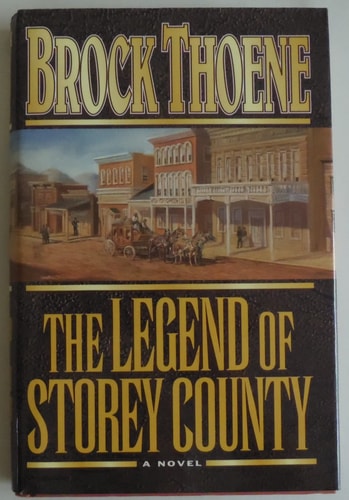 BROCK THOENE
THE LEGEND OF
STOREY COUNTY
A NOVEL